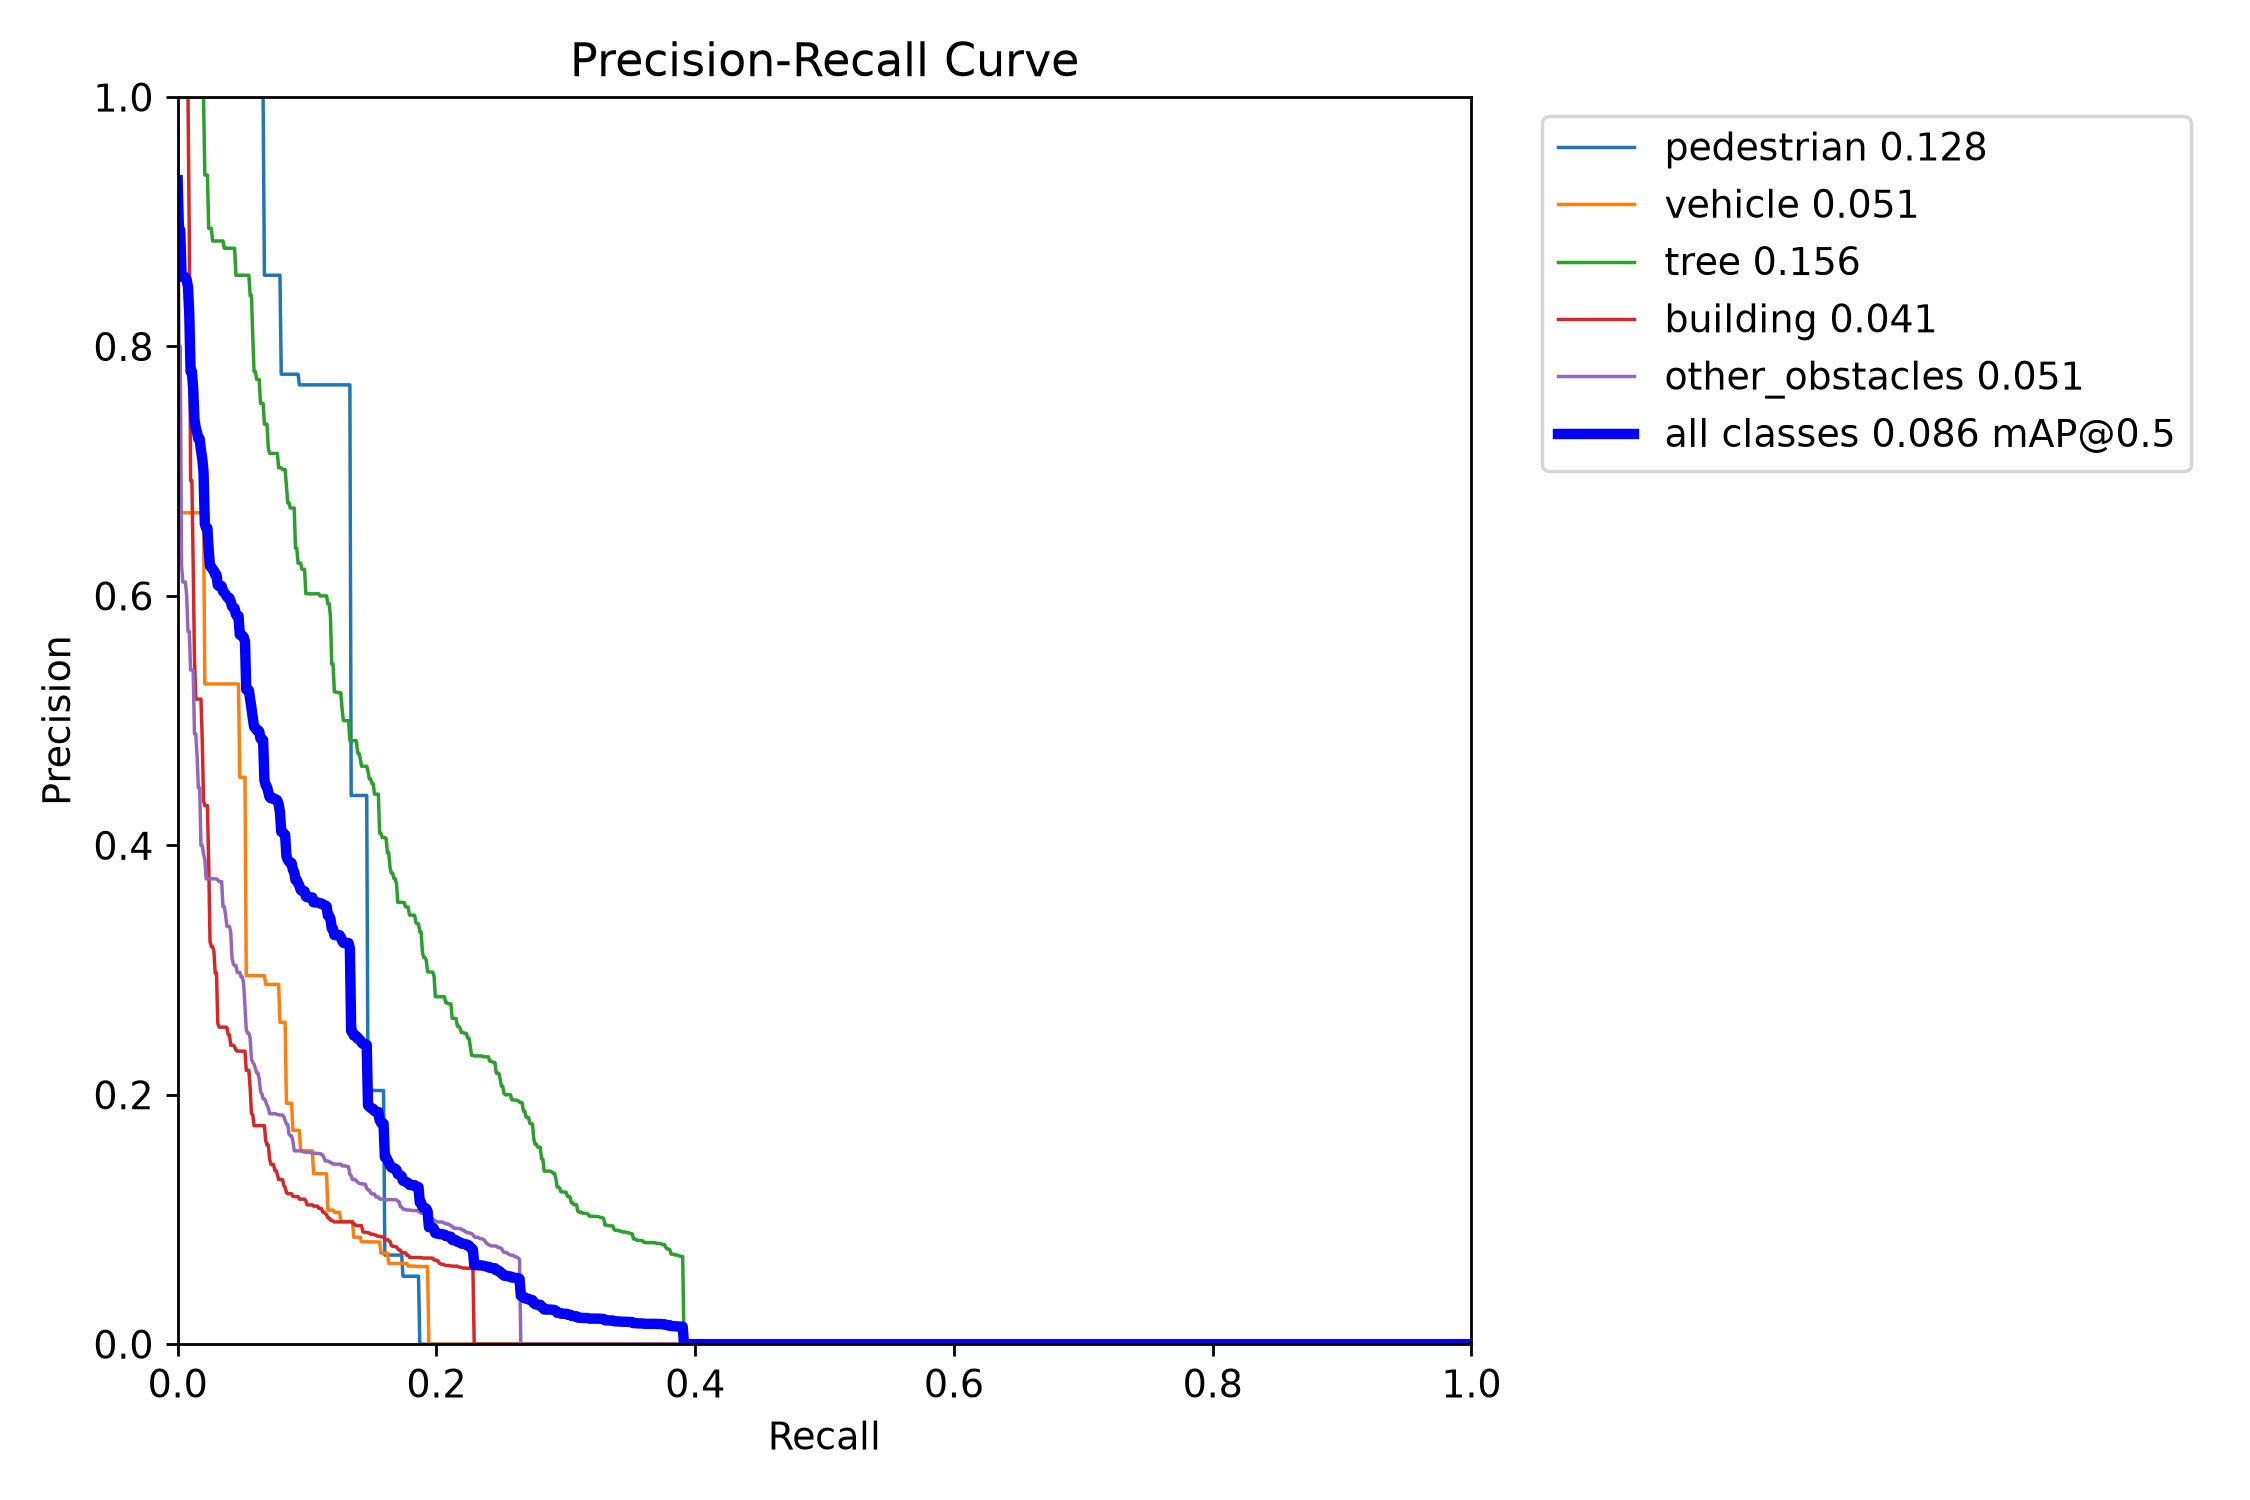 Precision-Recall Curve
1.0
0.8
0.6
0.4
0.2
0.0
Precision
0.0 0.2 0.4 0.6 0.8 1.0
Recall
pedestrian 0.128
vehicle 0.051
tree 0.156
building 0.041
other_obstacles 0.051
all classes 0.086 mAP@0.5